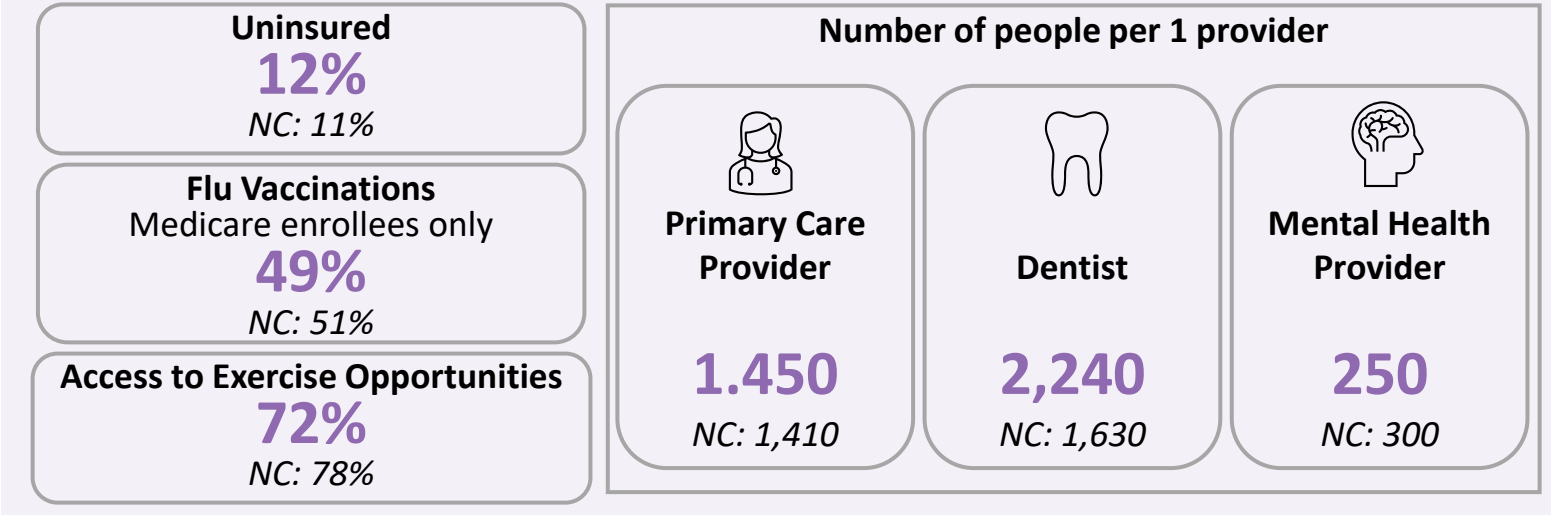 Uninsured
12%
NC: 11%
Flu Vaccinations
Medicare enrollees only
49%
NC: 51%
Access to Exercise Opportunities
72%
NC: 78%
Number of people per 1 provider
Primary Care
Provider
1.450
NC: 1,410
Dentist
2,240
NC: 1,630
Mental Health
Provider
250
NC: 300